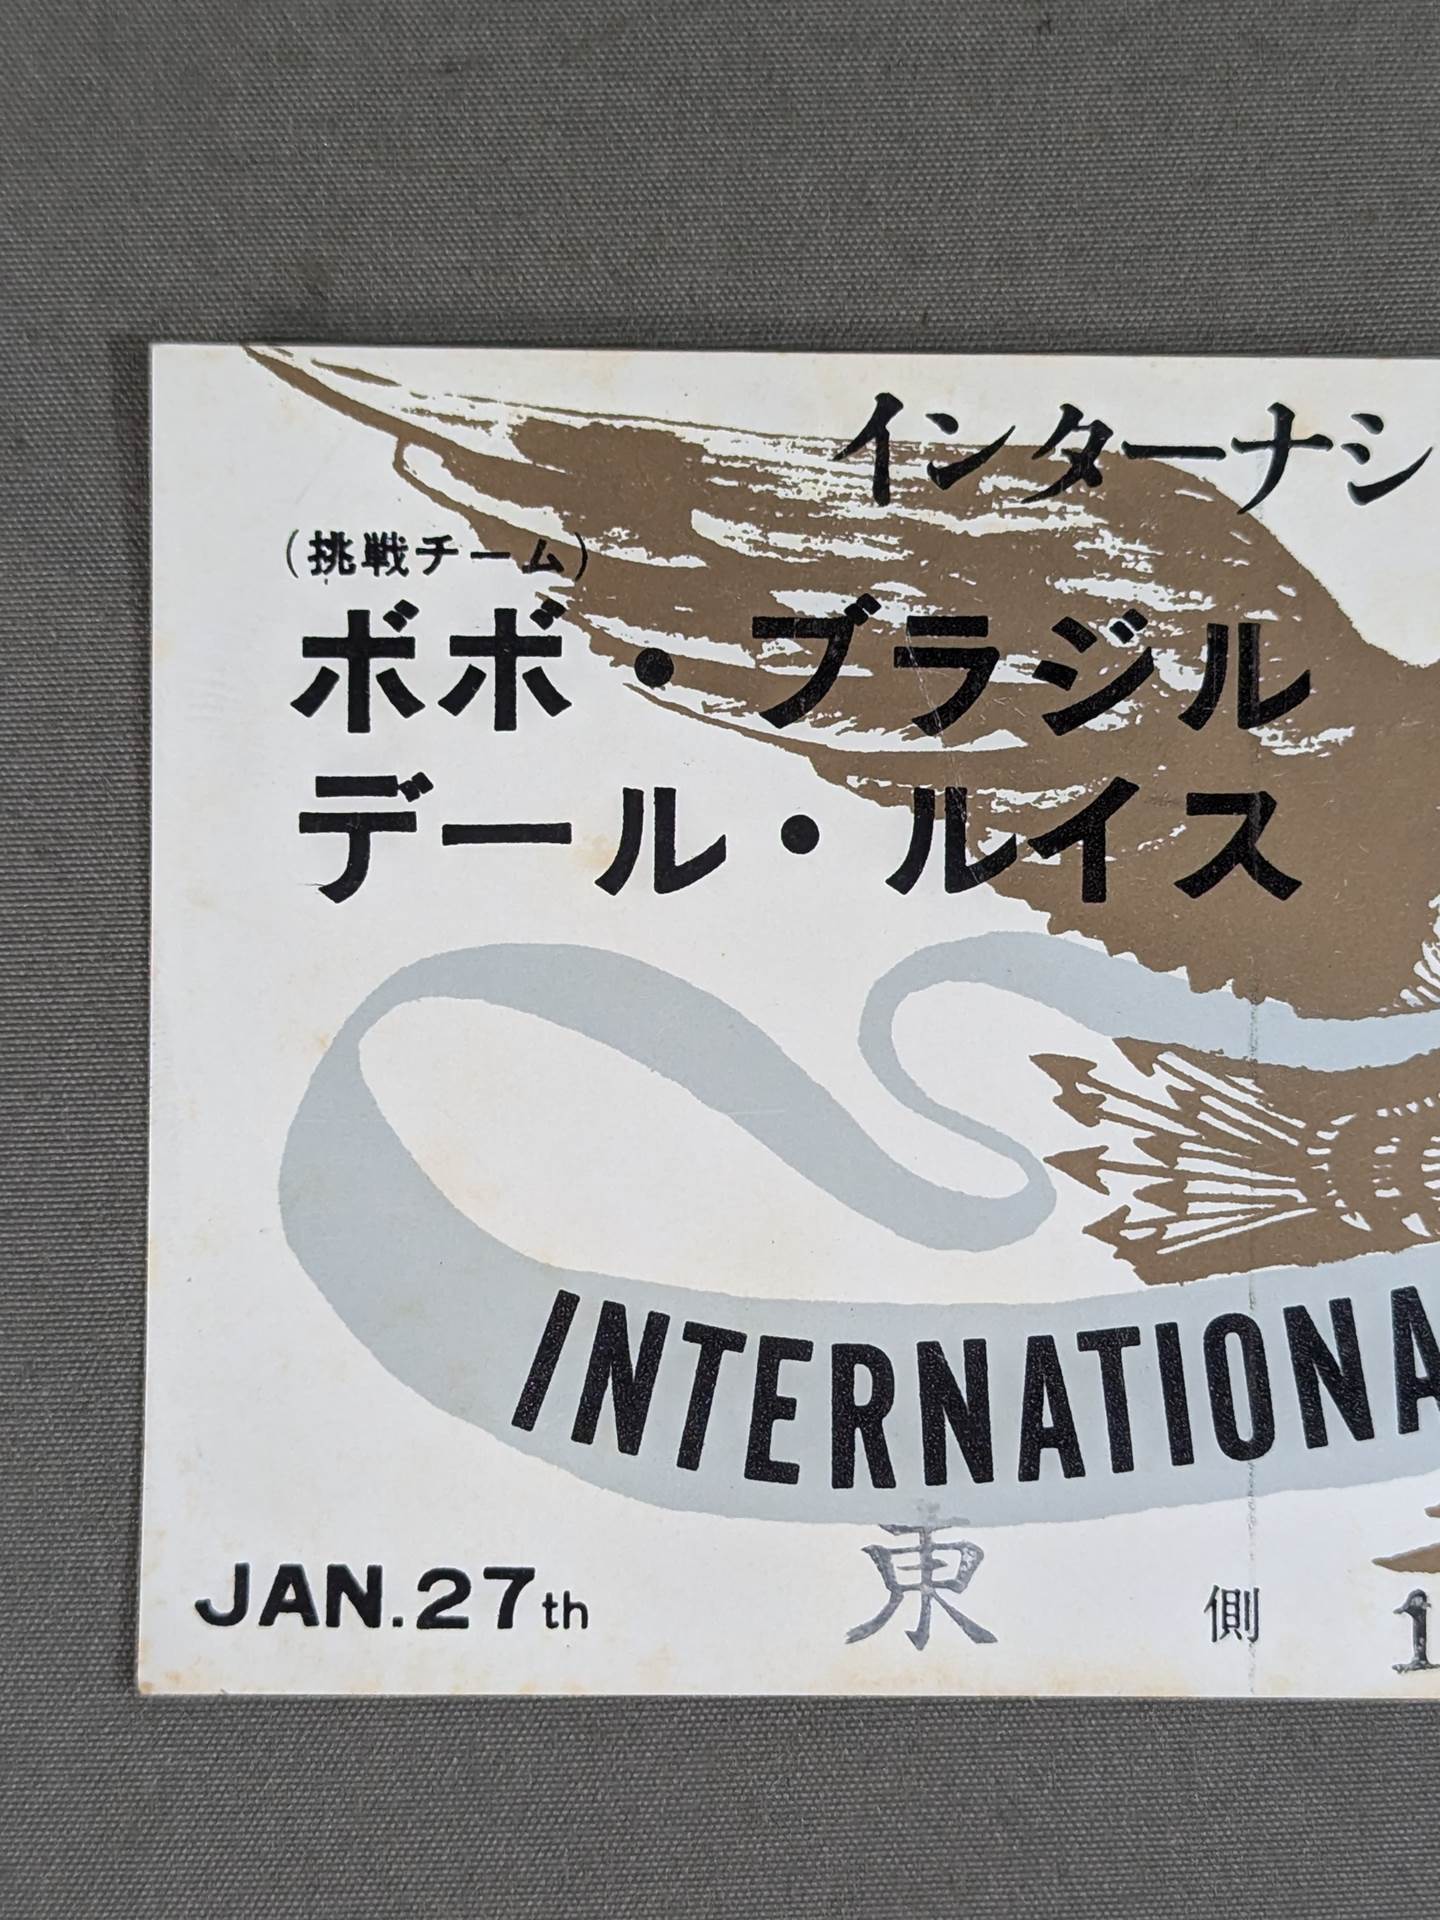 インターナシ
(挑戦チーム)
ボボ・ブラジル
デール・ルイス
INTERNATIONA
JAN.27th
東 側 1